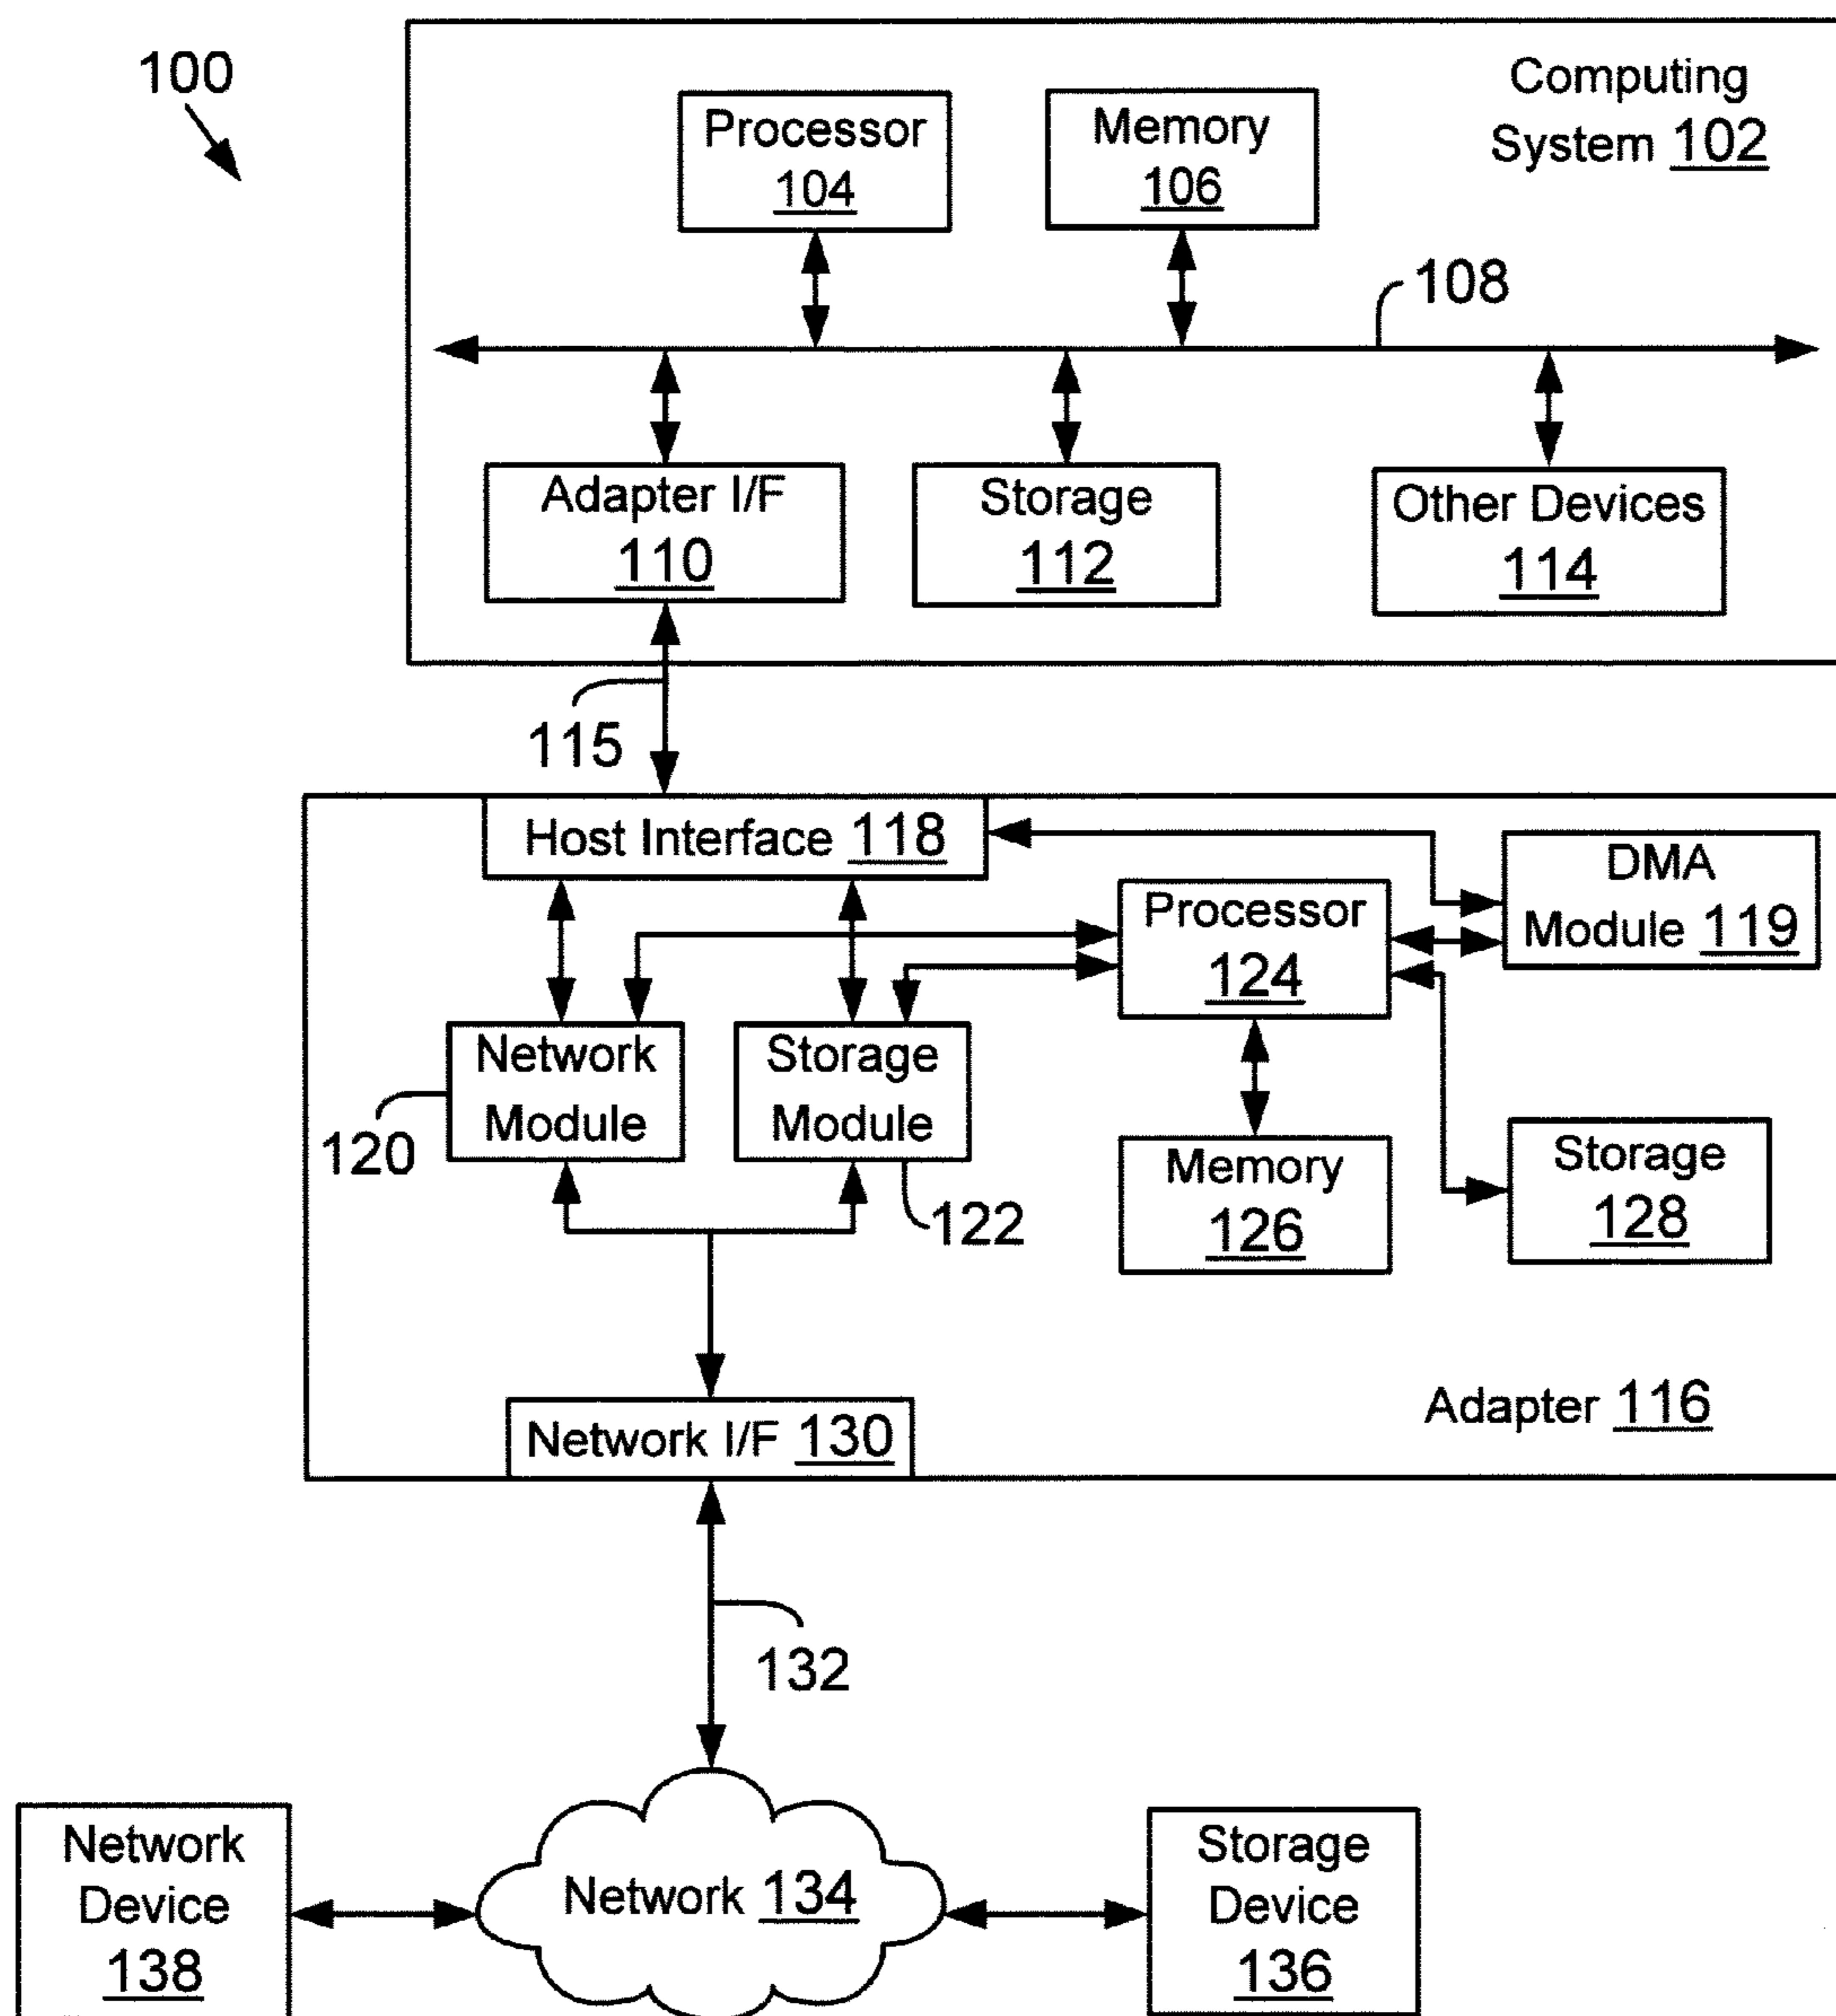 100
Computing
System 102
Processor
104
Memory
106
108
Adapter I/F
110
Storage
112
Other Devices
114
115
Host Interface 118
DMA
Module 119
Processor
124
Network
Module
120
Storage
Module
122
Memory
126
Storage
128
Adapter 116
Network I/F 130
132
Network
Device
138
Network 134
Storage
Device
136